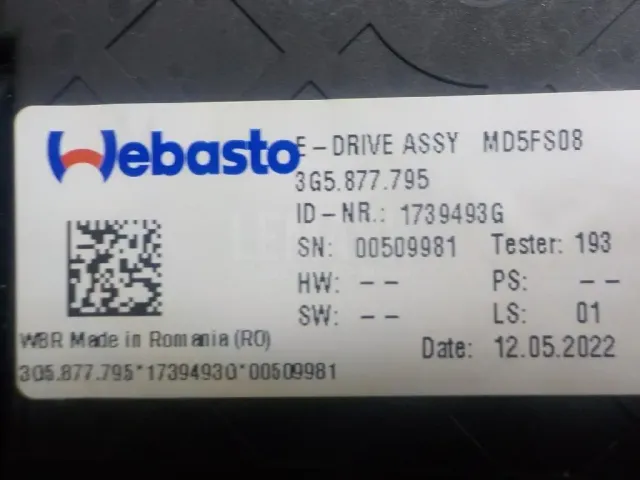 Webasto
E-DRIVE ASSY MD5FS08
3G5.877.795
ID-NR.: 1739493G
SN: 00509981 Tester: 193
HW: -- PS: --
SW: -- LS: 01
WBR Made in Romania (RO)
Date: 12.05.2022
3G5.877.795*1739493G*00509981